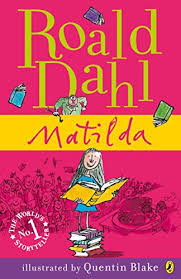 Roald
Dahl
Matilda
THE WORLD'S
No. 1
STORYTELLER
illustrated by Quentin Blake